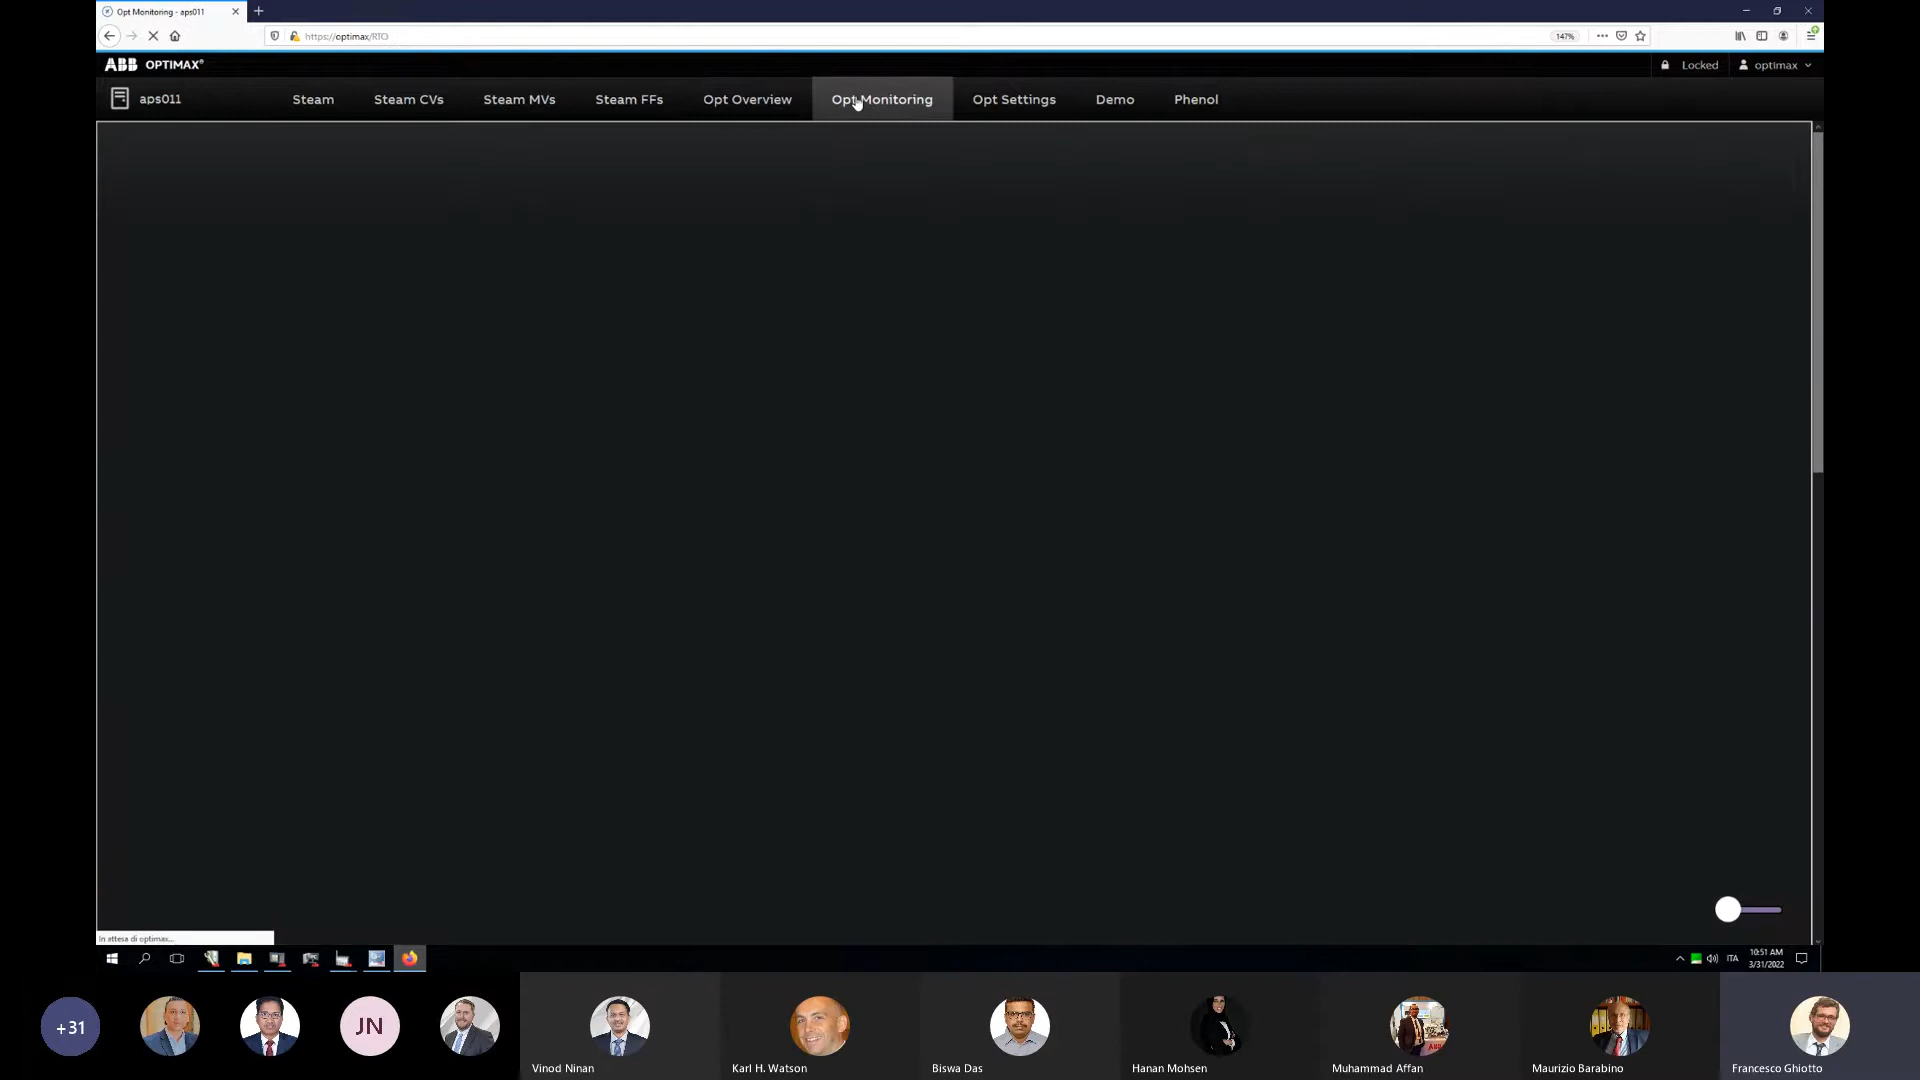 Opt Monitoring - aps011
https://optimax/RTO
147%
ABB OPTIMAX®
Locked
optimax
aps011
Steam
Steam CVs
Steam MVs
Steam FFs
Opt Overview
Opt Monitoring
Opt Settings
Demo
Phenol
In attesa di optimax...
ITA
10:51 AM
3/31/2022
+31
JN
Vinod Ninan
Karl H. Watson
Biswa Das
Hanan Mohsen
Muhammad Affan
Maurizio Barabino
Francesco Ghiotto